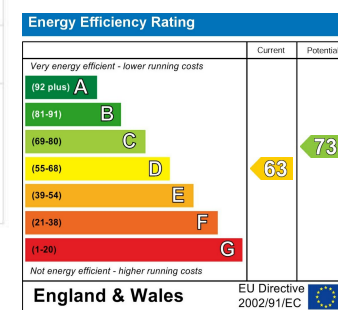 Energy Efficiency Rating
Current Potential
Very energy efficient - lower running costs
(92 plus) A
(81-91) B
(69-80) C
73
(55-68) D
63
(39-54) E
(21-38) F
(1-20) G
Not energy efficient - higher running costs
England & Wales
EU Directive
2002/91/EC